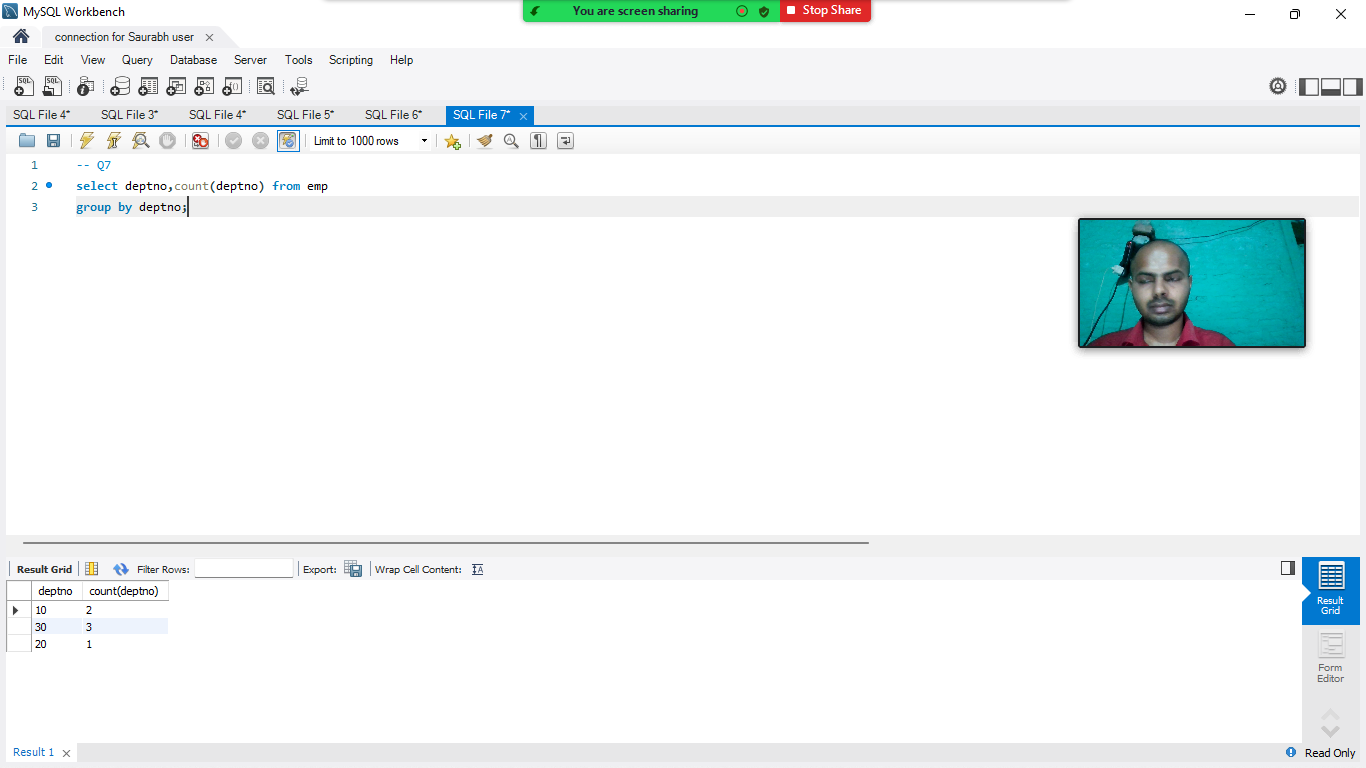 MySQL Workbench
You are screen sharing
Stop Share
connection for Saurabh user
File Edit View Query Database Server Tools Scripting Help
SQL File 4* SQL File 3* SQL File 4* SQL File 5* SQL File 6* SQL File 7*
Limit to 1000 rows
1 -- Q7
2 select deptno,count(deptno) from emp
3 group by deptno;
Result Grid Filter Rows: Export: Wrap Cell Content:
deptno count(deptno)
10 2
30 3
20 1
Result
Grid
Form
Editor
Result 1
Read Only